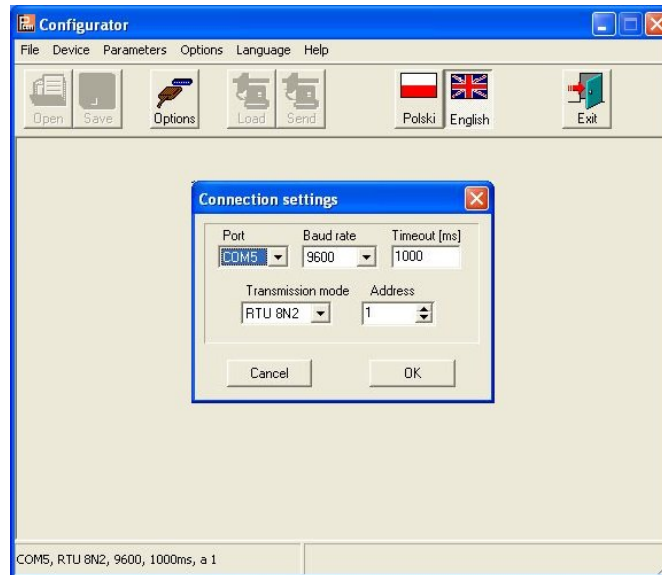 Configurator
File Device Parameters Options Language Help
Open Save Options Load Send Polski English Exit
Connection settings
Port Baud rate Timeout [ms]
COM5 9600 1000
Transmission mode Address
RTU 8N2 1
Cancel OK
COM5, RTU 8N2, 9600, 1000ms, a 1